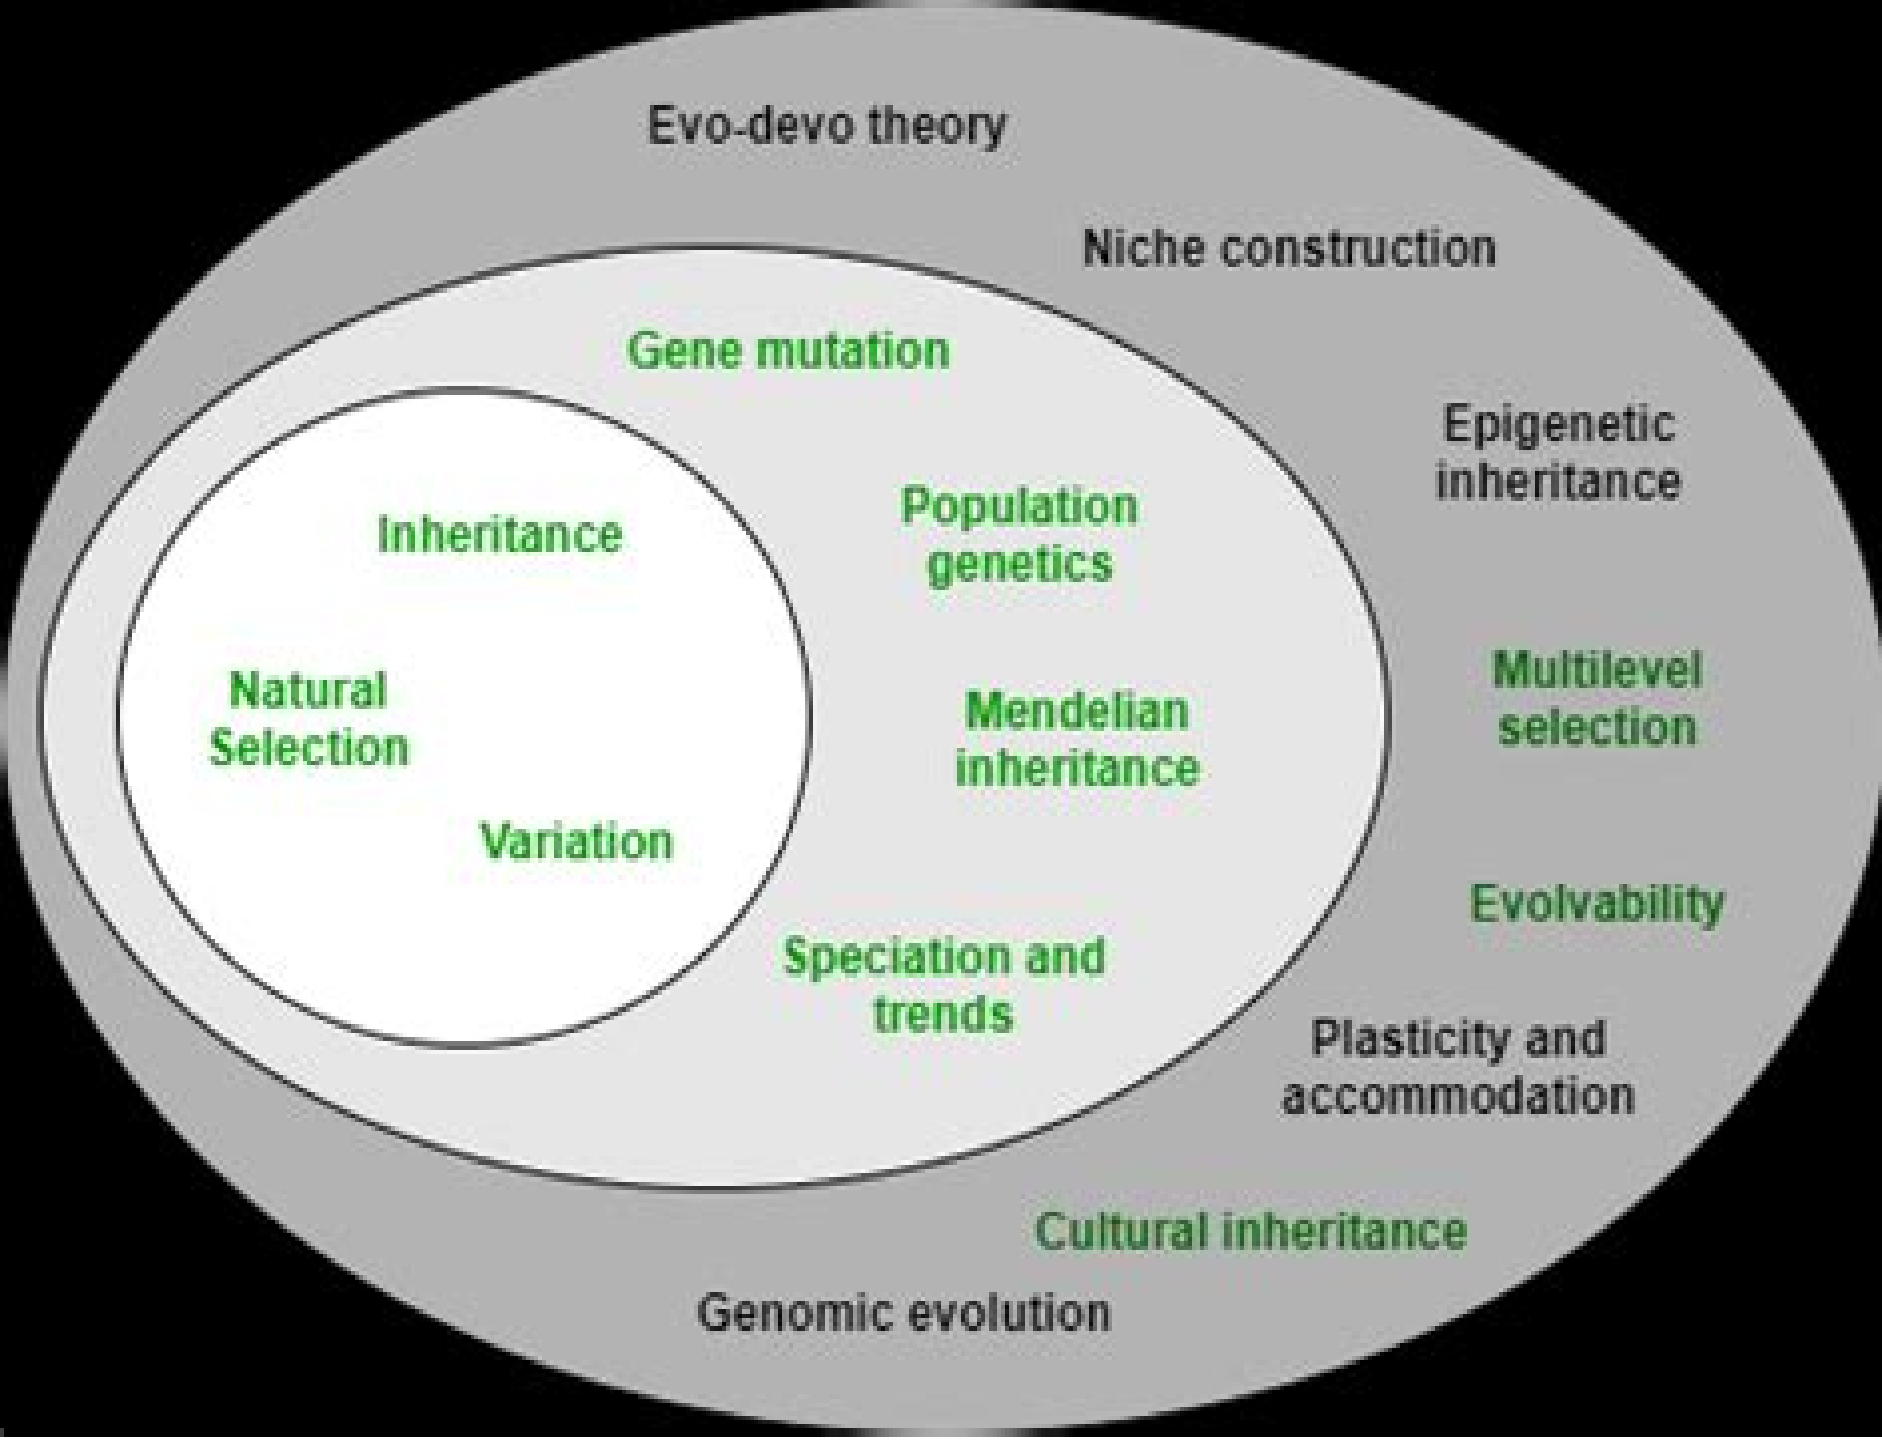 Evo-devo theory
Niche construction
Gene mutation
Epigenetic
inheritance
Population
genetics
Inheritance
Multilevel
selection
Natural
Selection
Mendelian
inheritance
Variation
Evolvability
Speciation and
trends
Plasticity and
accommodation
Cultural inheritance
Genomic evolution